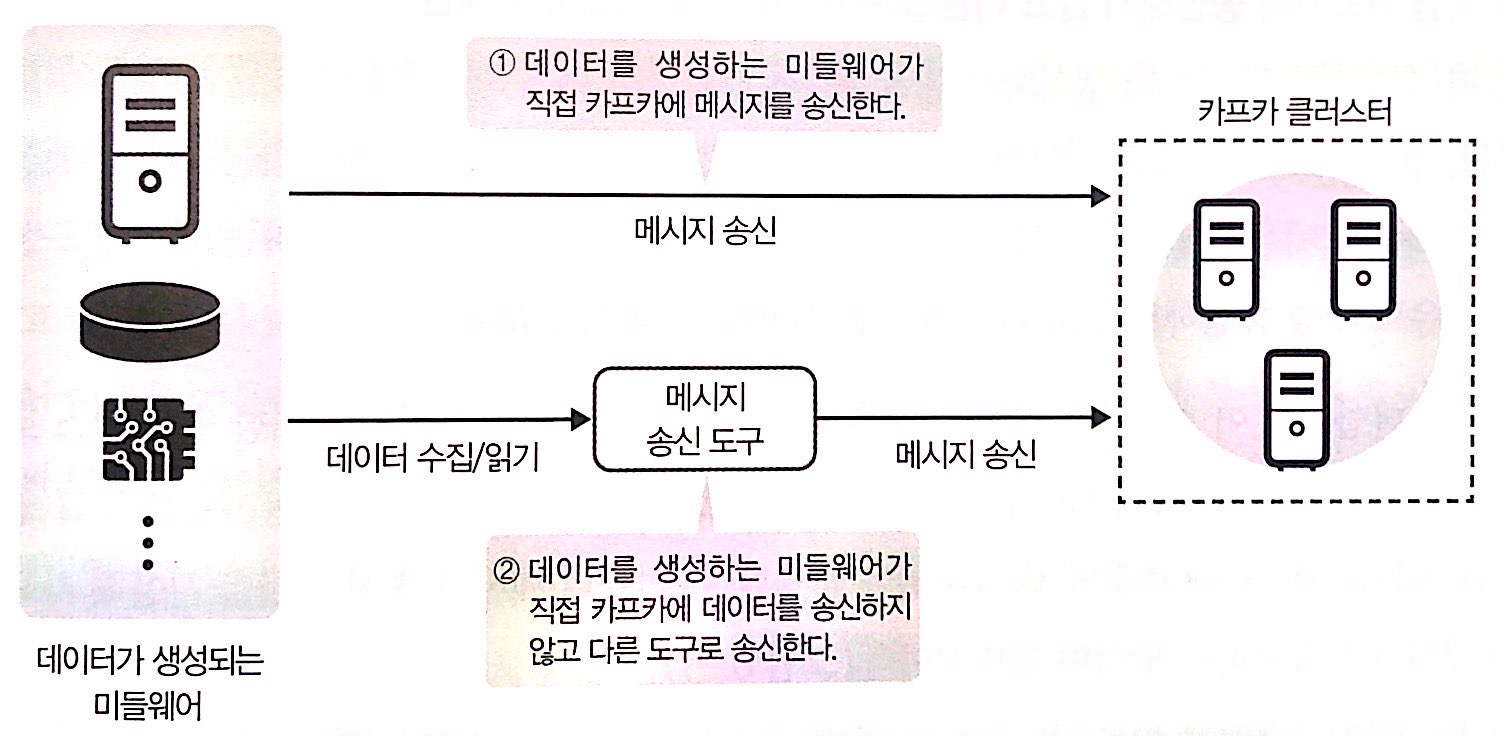 ① 데이터를 생성하는 미들웨어가
직접 카프카에 메시지를 송신한다.
카프카 클러스터
메시지 송신
메시지
송신 도구
데이터 수집/읽기
메시지 송신
② 데이터를 생성하는 미들웨어가
직접 카프카에 데이터를 송신하지
않고 다른 도구로 송신한다.
데이터가 생성되는
미들웨어